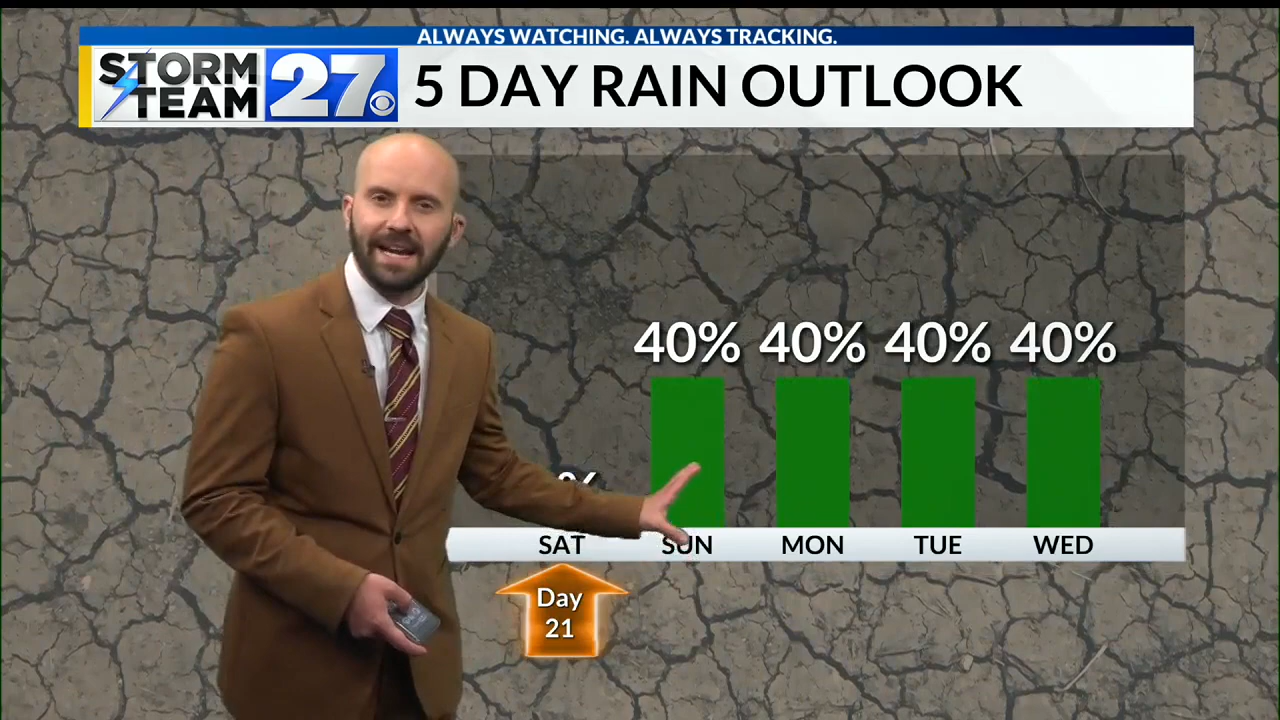 ALWAYS WATCHING. ALWAYS TRACKING.
STORM
TEAM
27
5 DAY RAIN OUTLOOK
40% 40% 40% 40%
%
SAT SUN MON TUE WED
Day
21